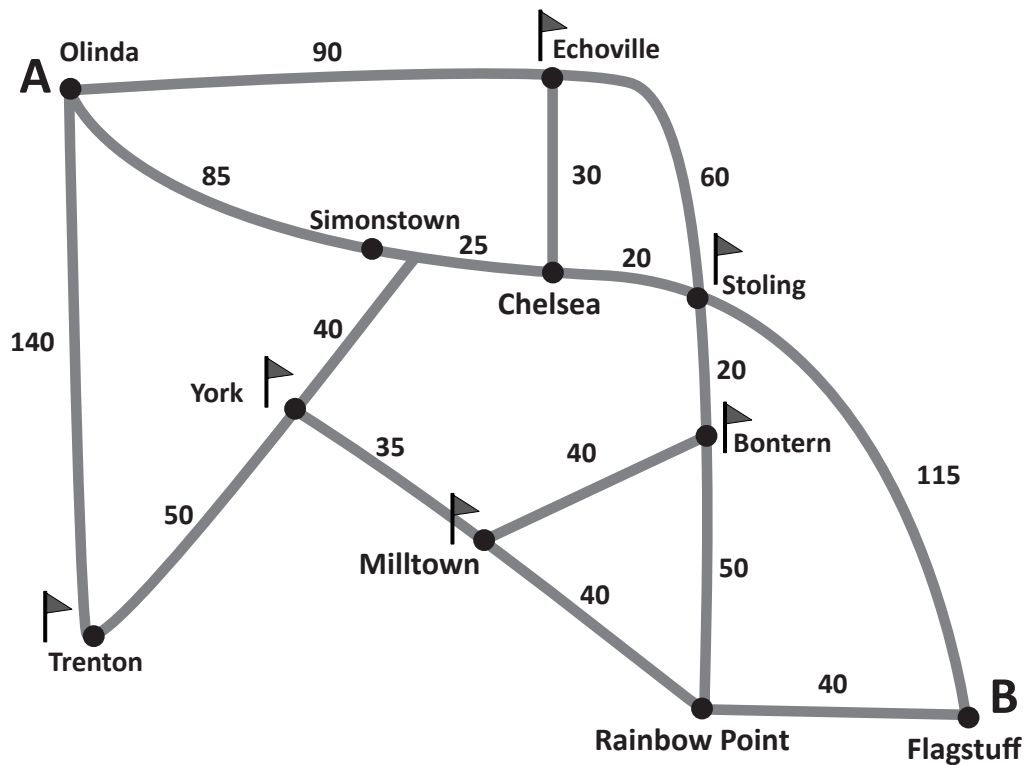 Olinda
A
90
Echoville
85
30
60
Simonstown
25
20
Chelsea
Stoling
140
40
York
20
35
40
Bontern
115
50
Milltown
50
40
Trenton
40
B
Rainbow Point
Flagstuff